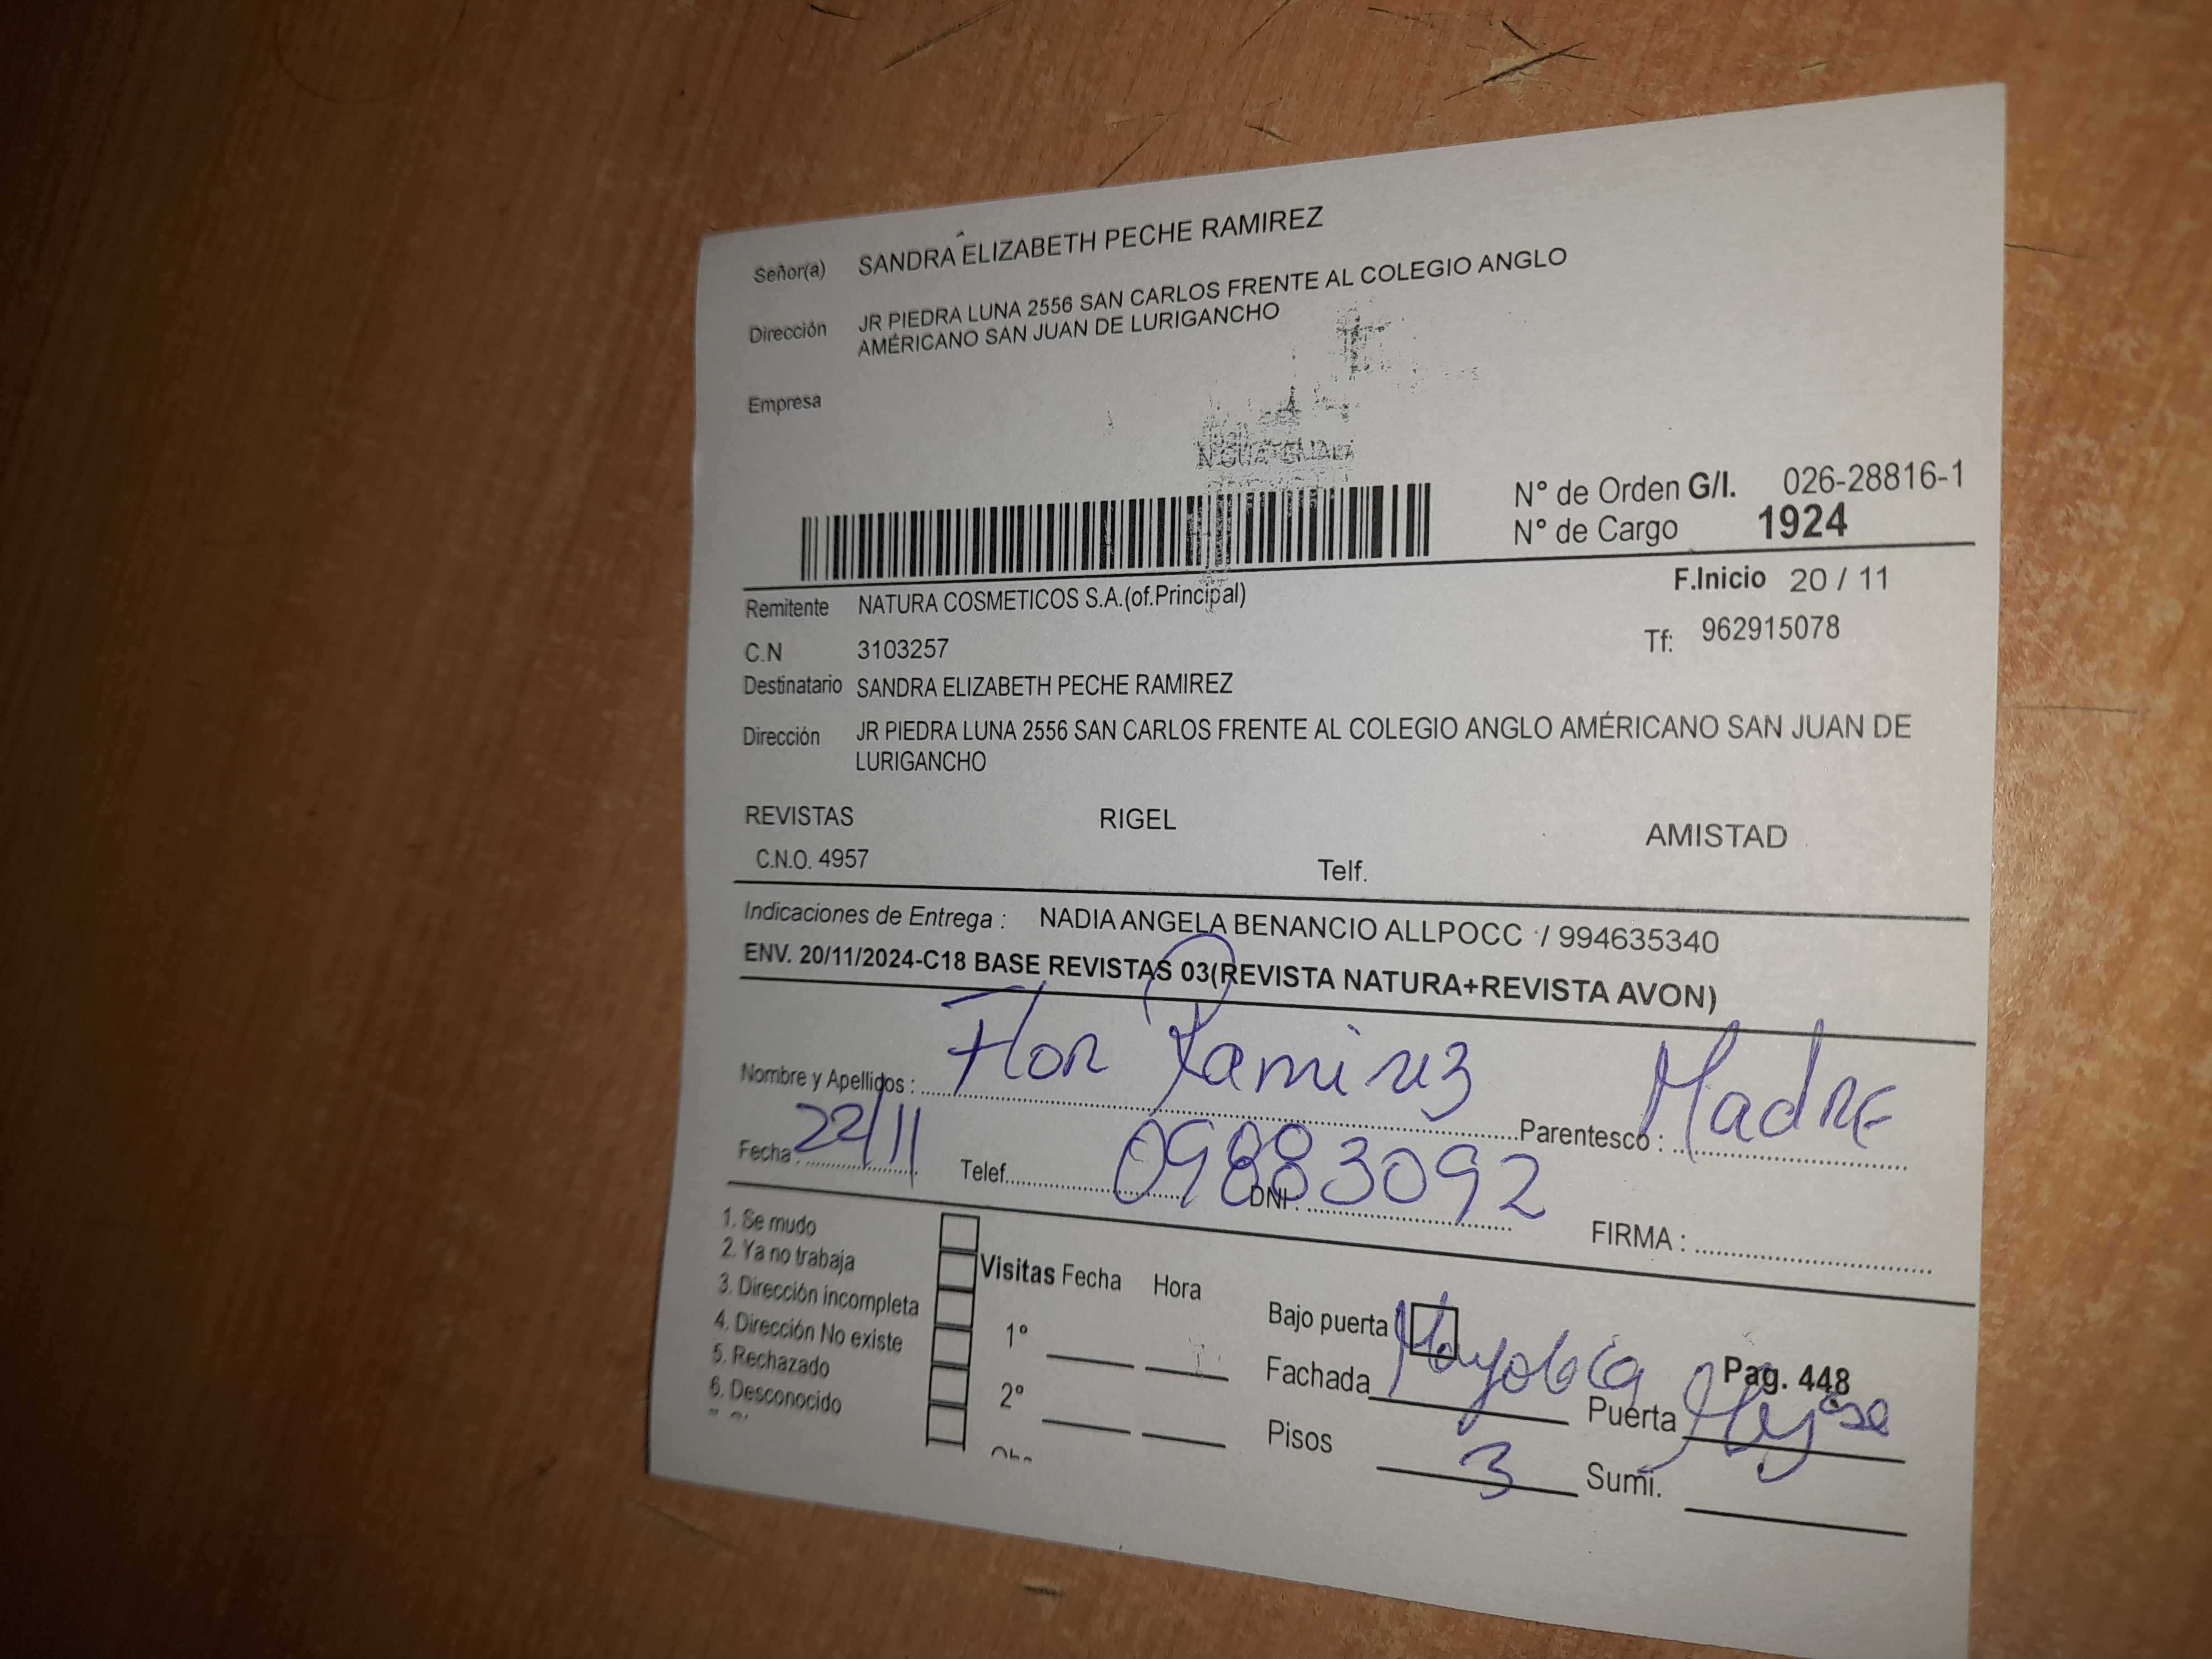 Señor(a) SANDRA ELIZABETH PECHE RAMIREZ
Dirección JR PIEDRA LUNA 2556 SAN CARLOS FRENTE AL COLEGIO ANGLO
AMÉRICANO SAN JUAN DE LURIGANCHO
Empresa
N° de Orden G/I. 026-28816-1
N° de Cargo 1924
F.Inicio 20 / 11
Remitente NATURA COSMETICOS S.A.(of.Principal)
C.N 3103257 Tf: 962915078
Destinatario SANDRA ELIZABETH PECHE RAMIREZ
Dirección JR PIEDRA LUNA 2556 SAN CARLOS FRENTE AL COLEGIO ANGLO AMÉRICANO SAN JUAN DE
LURIGANCHO
REVISTAS RIGEL AMISTAD
C.N.O. 4957 Telf.
Indicaciones de Entrega : NADIA ANGELA BENANCIO ALLPOCC / 994635340
ENV. 20/11/2024-C18 BASE REVISTAS 03(REVISTA NATURA+REVISTA AVON)
Nombre y Apellidos : Flor Ramirez Parentesco : Madre
Fecha : 22/11 Telef. DNI : 09883092 FIRMA :
1. Se mudo
2. Ya no trabaja
3. Dirección incompleta
4. Dirección No existe
5. Rechazado
6. Desconocido
Visitas Fecha Hora
1°
2°
Bajo puerta Pag. 448
Fachada Mayolica Puerta
Pisos 3 Sumi.